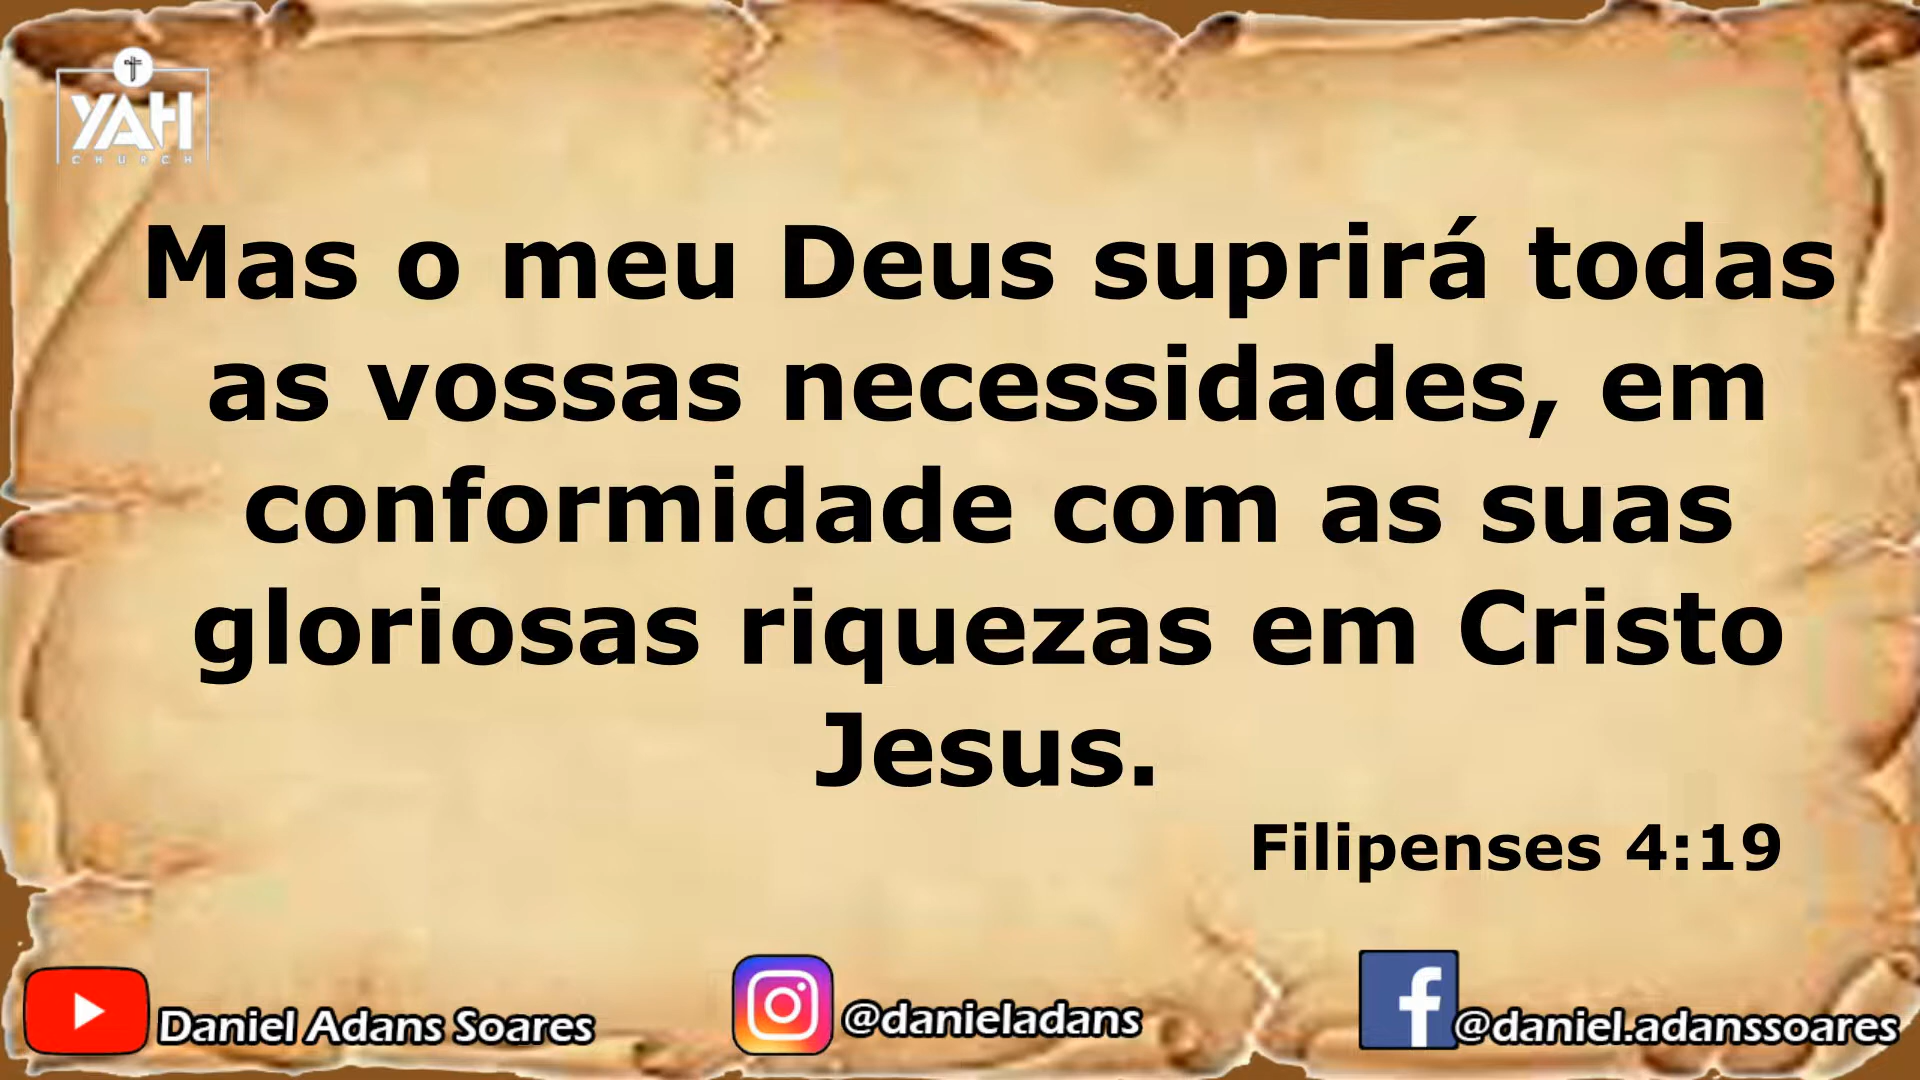 YAH
CHURCH
Mas o meu Deus suprirá todas
as vossas necessidades, em
conformidade com as suas
gloriosas riquezas em Cristo
Jesus.
Filipenses 4:19
Daniel Adans Soares
@danieladans
@daniel.adanssoares